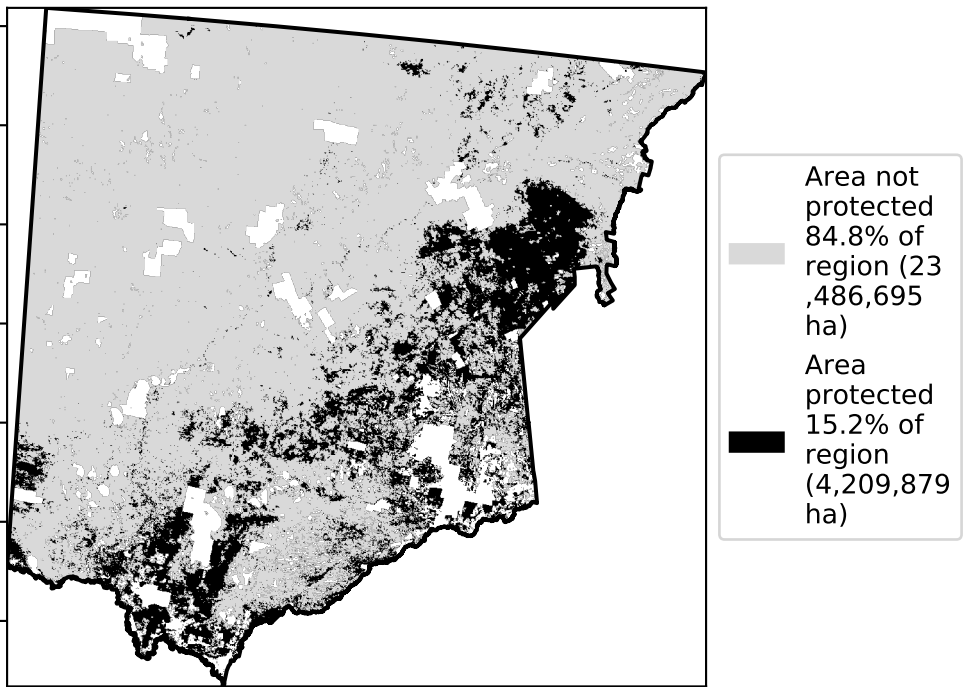 Area not
protected
84.8% of
region (23
,486,695
ha)
Area
protected
15.2% of
region
(4,209,879
ha)